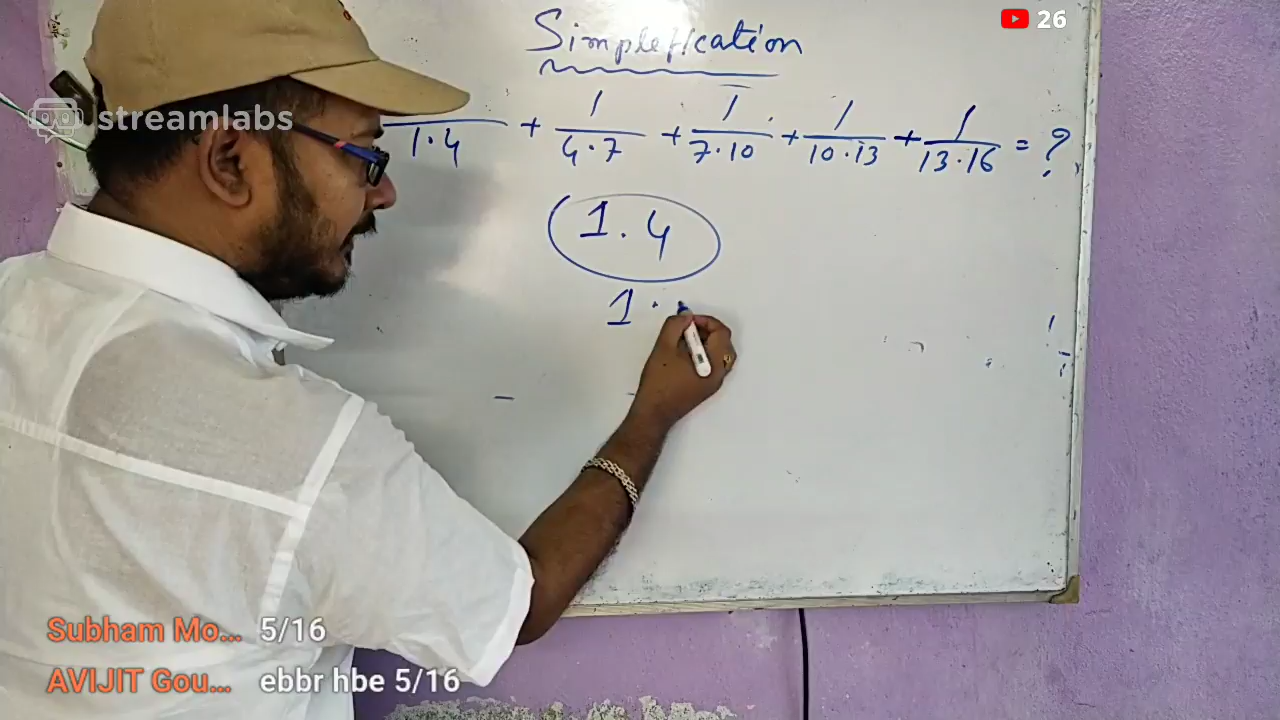 26
Simplefication
streamlabs
1·4 + 1/4·7 + 1/7·10 + 1/10·13 + 1/13·16 = ?
1.4
1·
Subham Mo... 5/16
AVIJIT Gou... ebbr hbe 5/16